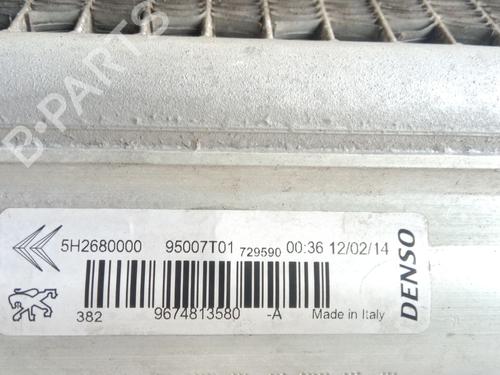 B-PARTS
5H2680000 95007T01 729590 00:36 12/02/14
382 9674813580 -A Made in Italy
DENSO